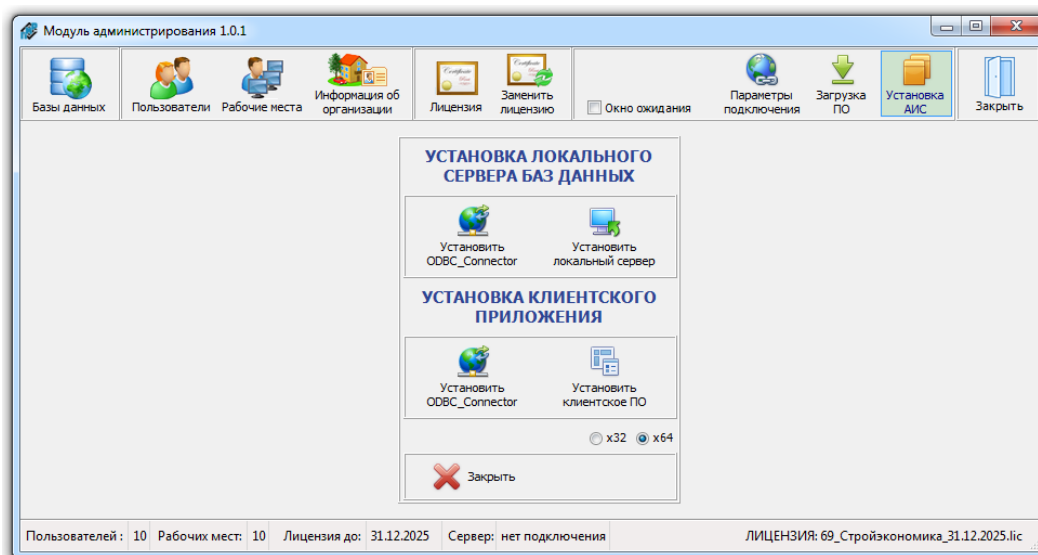 Модуль администрирования 1.0.1
Базы данных
Пользователи
Рабочие места
Информация об
организации
Лицензия
Заменить
лицензию
Окно ожидания
Параметры
подключения
Загрузка
ПО
Установка
АИС
Закрыть
УСТАНОВКА ЛОКАЛЬНОГО
СЕРВЕРА БАЗ ДАННЫХ
Установить
ODBC_Connector
Установить
локальный сервер
УСТАНОВКА КЛИЕНТСКОГО
ПРИЛОЖЕНИЯ
Установить
ODBC_Connector
Установить
клиентское ПО
x32 x64
Закрыть
Пользователей : 10 Рабочих мест: 10 Лицензия до: 31.12.2025 Сервер: нет подключения ЛИЦЕНЗИЯ: 69_Стройэкономика_31.12.2025.lic